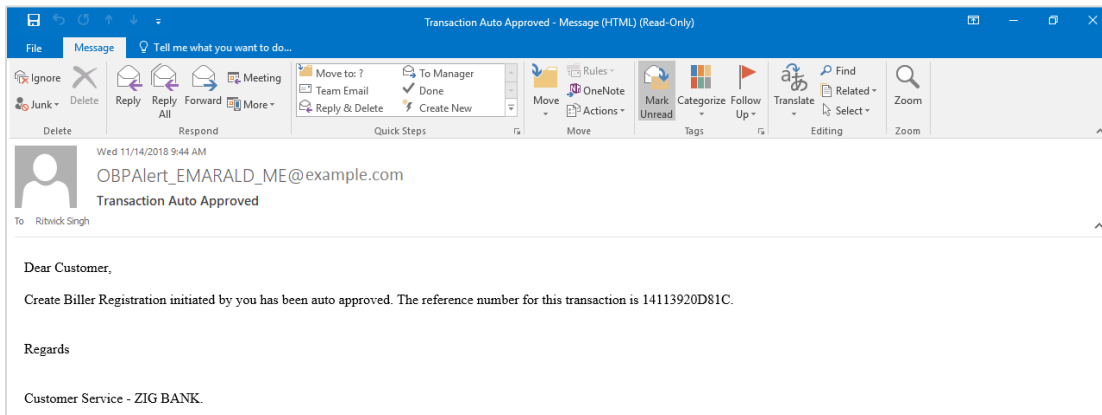 Transaction Auto Approved - Message (HTML) (Read-Only)
File Message Tell me what you want to do...
Ignore
Junk
Delete
Reply
Reply All
Forward
Meeting
More
Move to: ?
Team Email
Reply & Delete
To Manager
Done
Create New
Move
Rules
OneNote
Actions
Mark Unread
Categorize
Follow Up
Translate
Find
Related
Select
Zoom
Delete Respond Quick Steps Move Tags Editing Zoom
Wed 11/14/2018 9:44 AM
OBPAlert_EMARALD_ME@example.com
Transaction Auto Approved
To Ritwick Singh
Dear Customer,
Create Biller Registration initiated by you has been auto approved. The reference number for this transaction is 14113920D81C.
Regards
Customer Service - ZIG BANK.